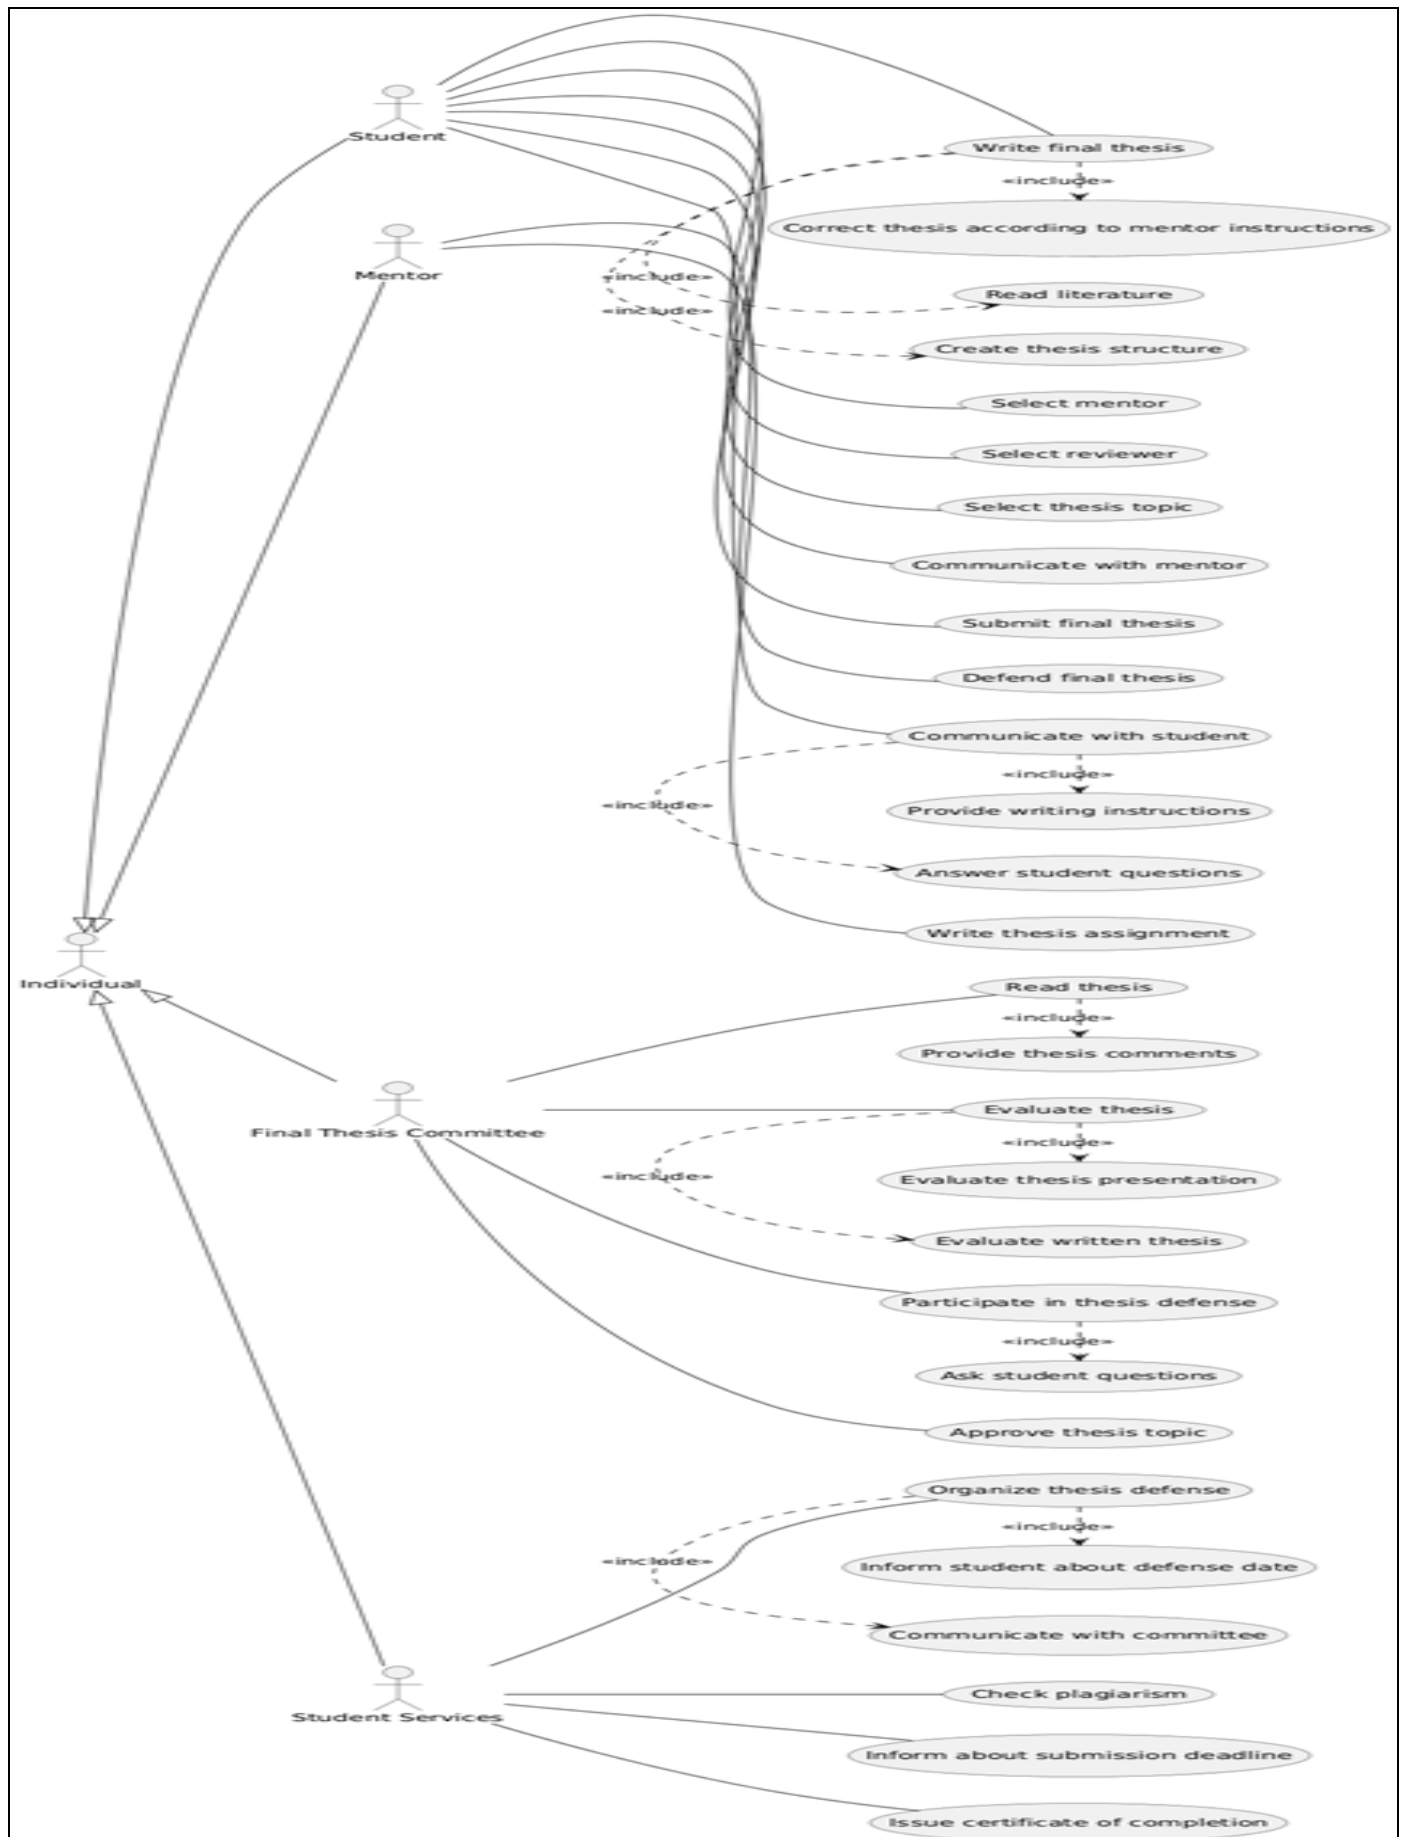 Student
Write final thesis
«include»
Correct thesis according to mentor instructions
Mentor
«include»
Read literature
«include»
Create thesis structure
Select mentor
Select reviewer
Select thesis topic
Communicate with mentor
Submit final thesis
Defend final thesis
Communicate with student
«include»
«include»
Provide writing instructions
Answer student questions
Write thesis assignment
Individual
Read thesis
«include»
Provide thesis comments
Final Thesis Committee
Evaluate thesis
«include»
«include»
Evaluate thesis presentation
Evaluate written thesis
Participate in thesis defense
«include»
Ask student questions
Approve thesis topic
Organize thesis defense
«include»
«include»
Inform student about defense date
Communicate with committee
Student Services
Check plagiarism
Inform about submission deadline
Issue certificate of completion